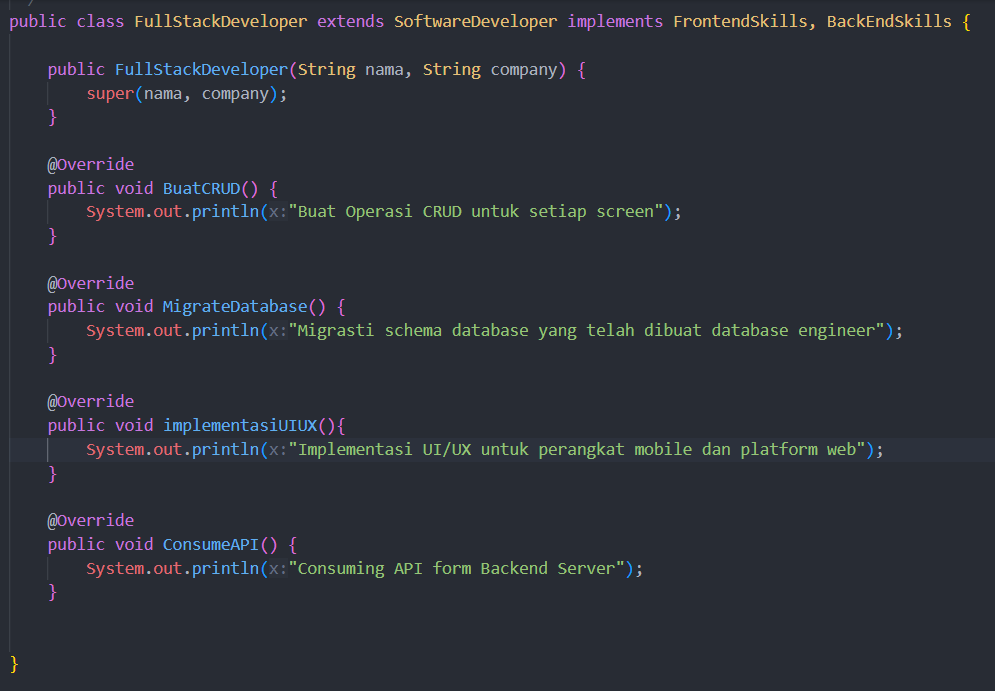 public class FullStackDeveloper extends SoftwareDeveloper implements FrontendSkills, BackEndSkills {
public FullStackDeveloper(String nama, String company) {
super(nama, company);
}
@Override
public void BuatCRUD() {
System.out.println(x:"Buat Operasi CRUD untuk setiap screen");
}
@Override
public void MigrateDatabase() {
System.out.println(x:"Migrasti schema database yang telah dibuat database engineer");
}
@Override
public void implementasiUIUX(){
System.out.println(x:"Implementasi UI/UX untuk perangkat mobile dan platform web");
}
@Override
public void ConsumeAPI() {
System.out.println(x:"Consuming API form Backend Server");
}
}